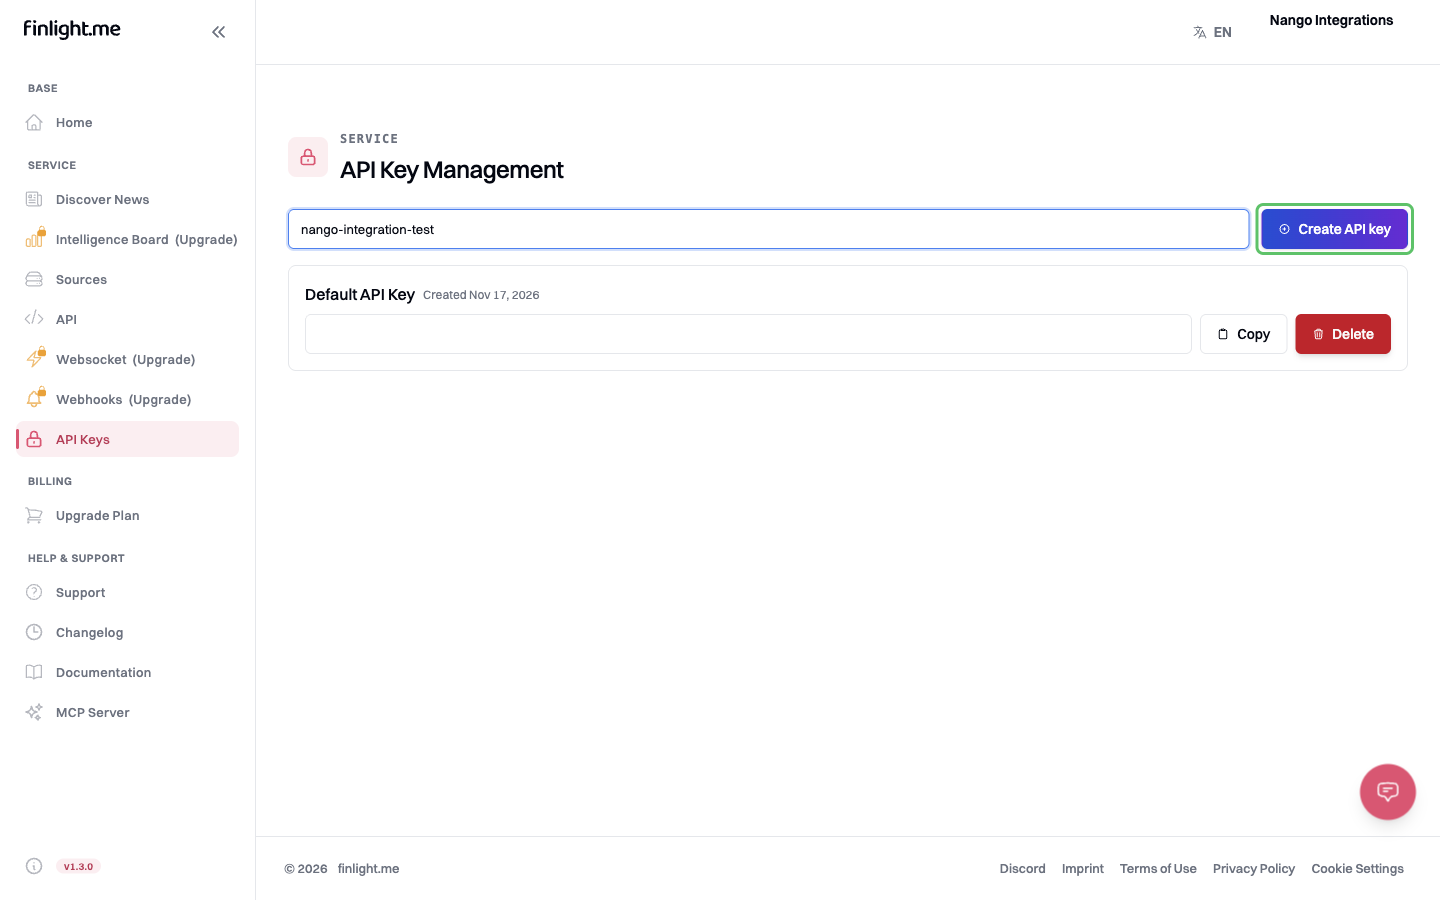 finlight.me
EN
Nango Integrations
BASE
Home
SERVICE
Discover News
Intelligence Board (Upgrade)
Sources
API
Websocket (Upgrade)
Webhooks (Upgrade)
API Keys
BILLING
Upgrade Plan
HELP & SUPPORT
Support
Changelog
Documentation
MCP Server
v1.3.0
SERVICE
API Key Management
nango-integration-test
Create API key
Default API Key Created Nov 17, 2026
Copy
Delete
© 2026 finlight.me
Discord Imprint Terms of Use Privacy Policy Cookie Settings